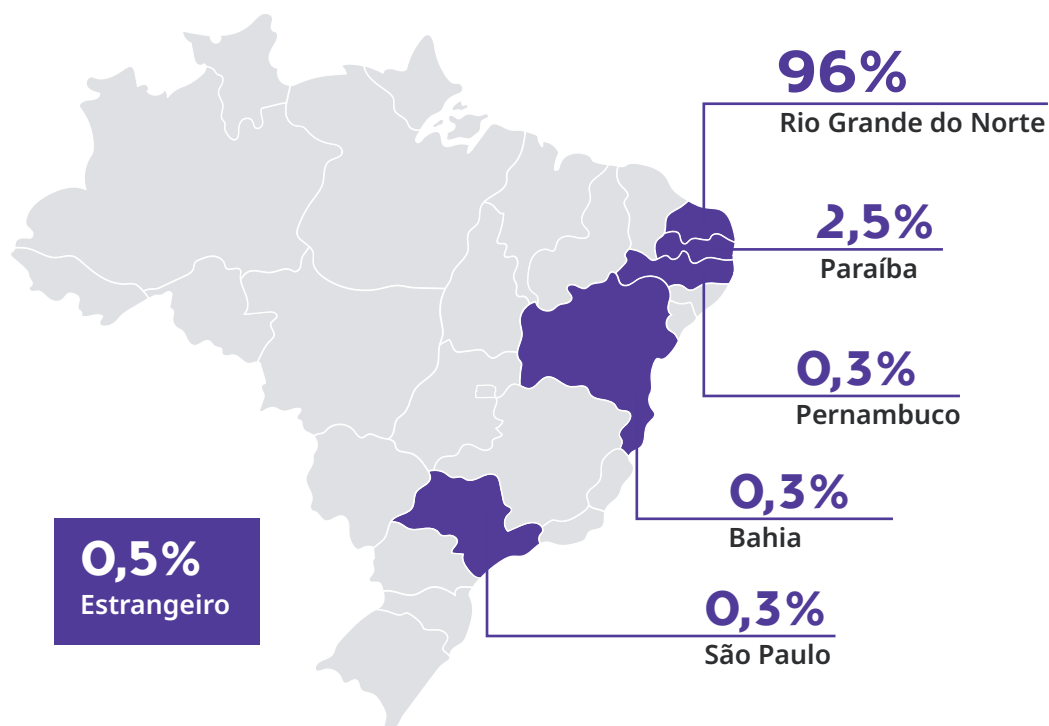 96%
Rio Grande do Norte
2,5%
Paraíba
0,3%
Pernambuco
0,3%
Bahia
0,3%
São Paulo
0,5%
Estrangeiro